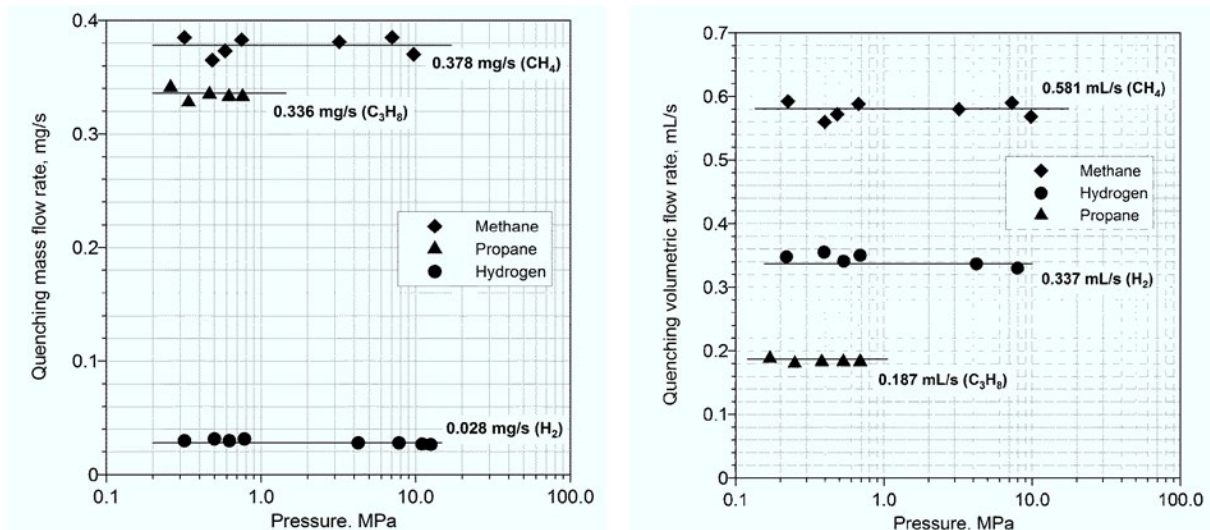 Quenching mass flow rate, mg/s
0.4
0.3
0.2
0.1
0
0.378 mg/s (CH₄)
0.336 mg/s (C₃H₈)
Methane
Propane
Hydrogen
0.028 mg/s (H₂)
0.1
1.0
10.0
100.0
Pressure. MPa
Quenching volumetric flow rate, mL/s
0.7
0.6
0.5
0.4
0.3
0.2
0.1
0
0.581 mL/s (CH₄)
Methane
Hydrogen
Propane
0.337 mL/s (H₂)
0.187 mL/s (C₃H₈)
0.1
1.0
10.0
100.0
Pressure. MPa